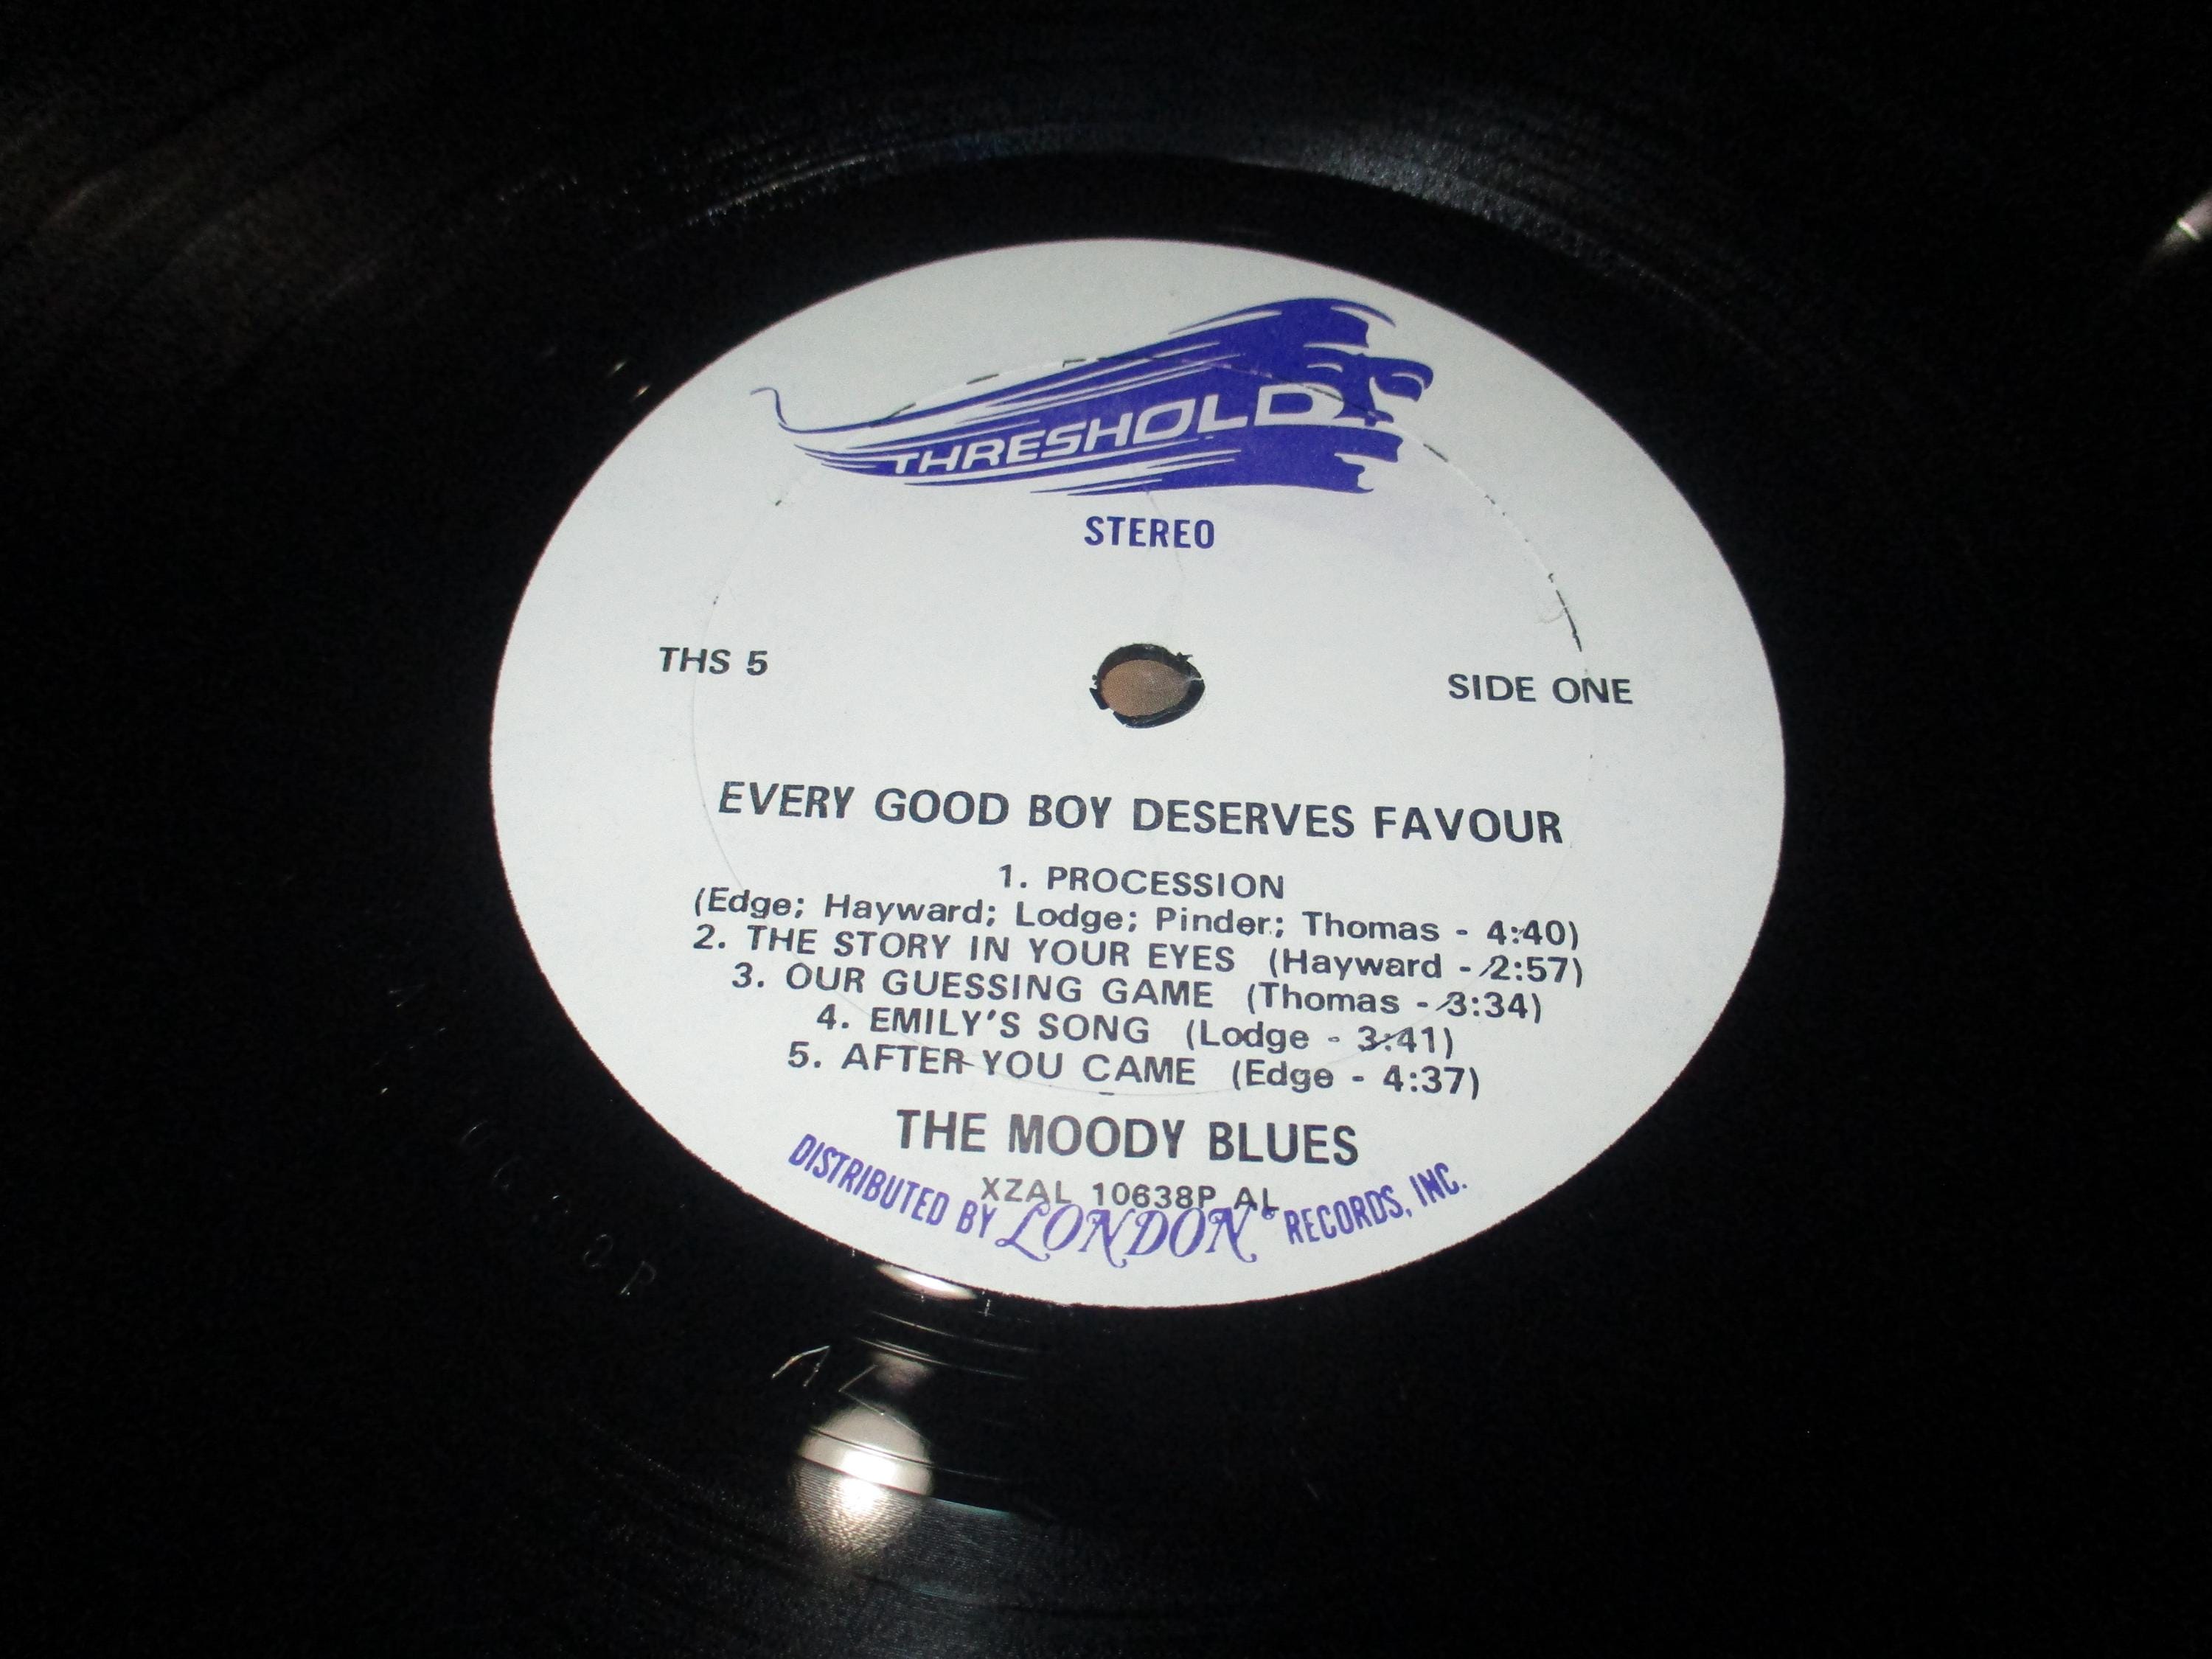 THRESHOLD
STEREO
THS 5
SIDE ONE
EVERY GOOD BOY DESERVES FAVOUR
1. PROCESSION
(Edge; Hayward; Lodge; Pinder; Thomas - 4:40)
2. THE STORY IN YOUR EYES (Hayward - 2:57)
3. OUR GUESSING GAME (Thomas - 3:34)
4. EMILY'S SONG (Lodge - 3:41)
5. AFTER YOU CAME (Edge - 4:37)
THE MOODY BLUES
XZAL 10638P AL
DISTRIBUTED BY LONDON® RECORDS, INC.
AL